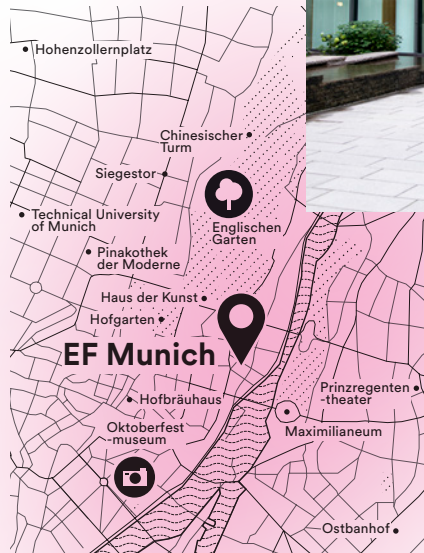 Hohenzollernplatz
Chinesischer
Turm
Siegestor
Englischen
Garten
Technical University
of Munich
Pinakothek
der Moderne
Haus der Kunst
Hofgarten
EF Munich
Prinzregenten
-theater
Hofbräuhaus
Maximilianeum
Oktoberfest
-museum
Ostbanhof